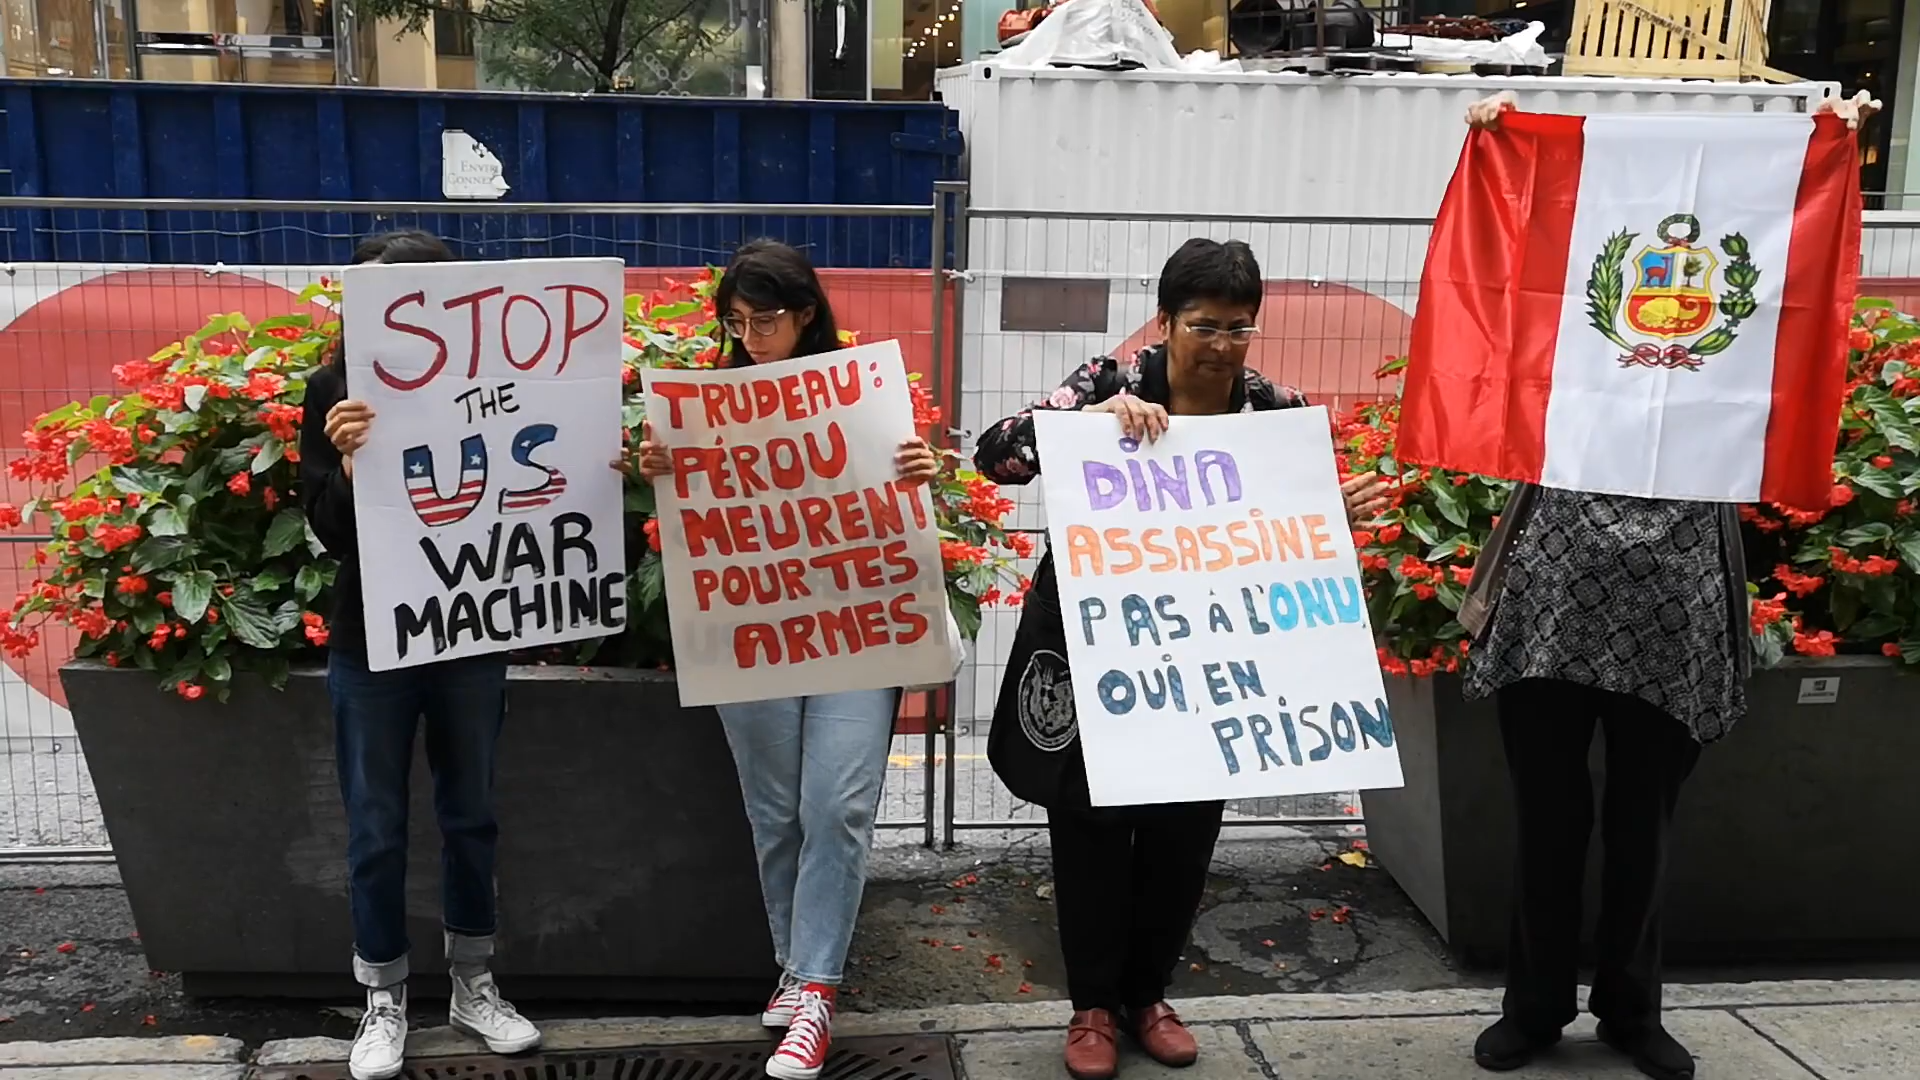 STOP
THE
US
WAR
MACHINE
TRUDEAU:
PÉROU
MEURENT
POUR TES
ARMES
DINA
ASSASSINE
PAS À L'ONU,
OUI, EN
PRISON